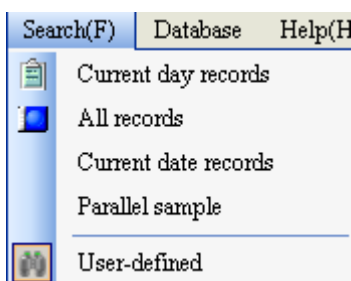 Search(F) Database Help(H
Current day records
All records
Current date records
Parallel sample
User-defined